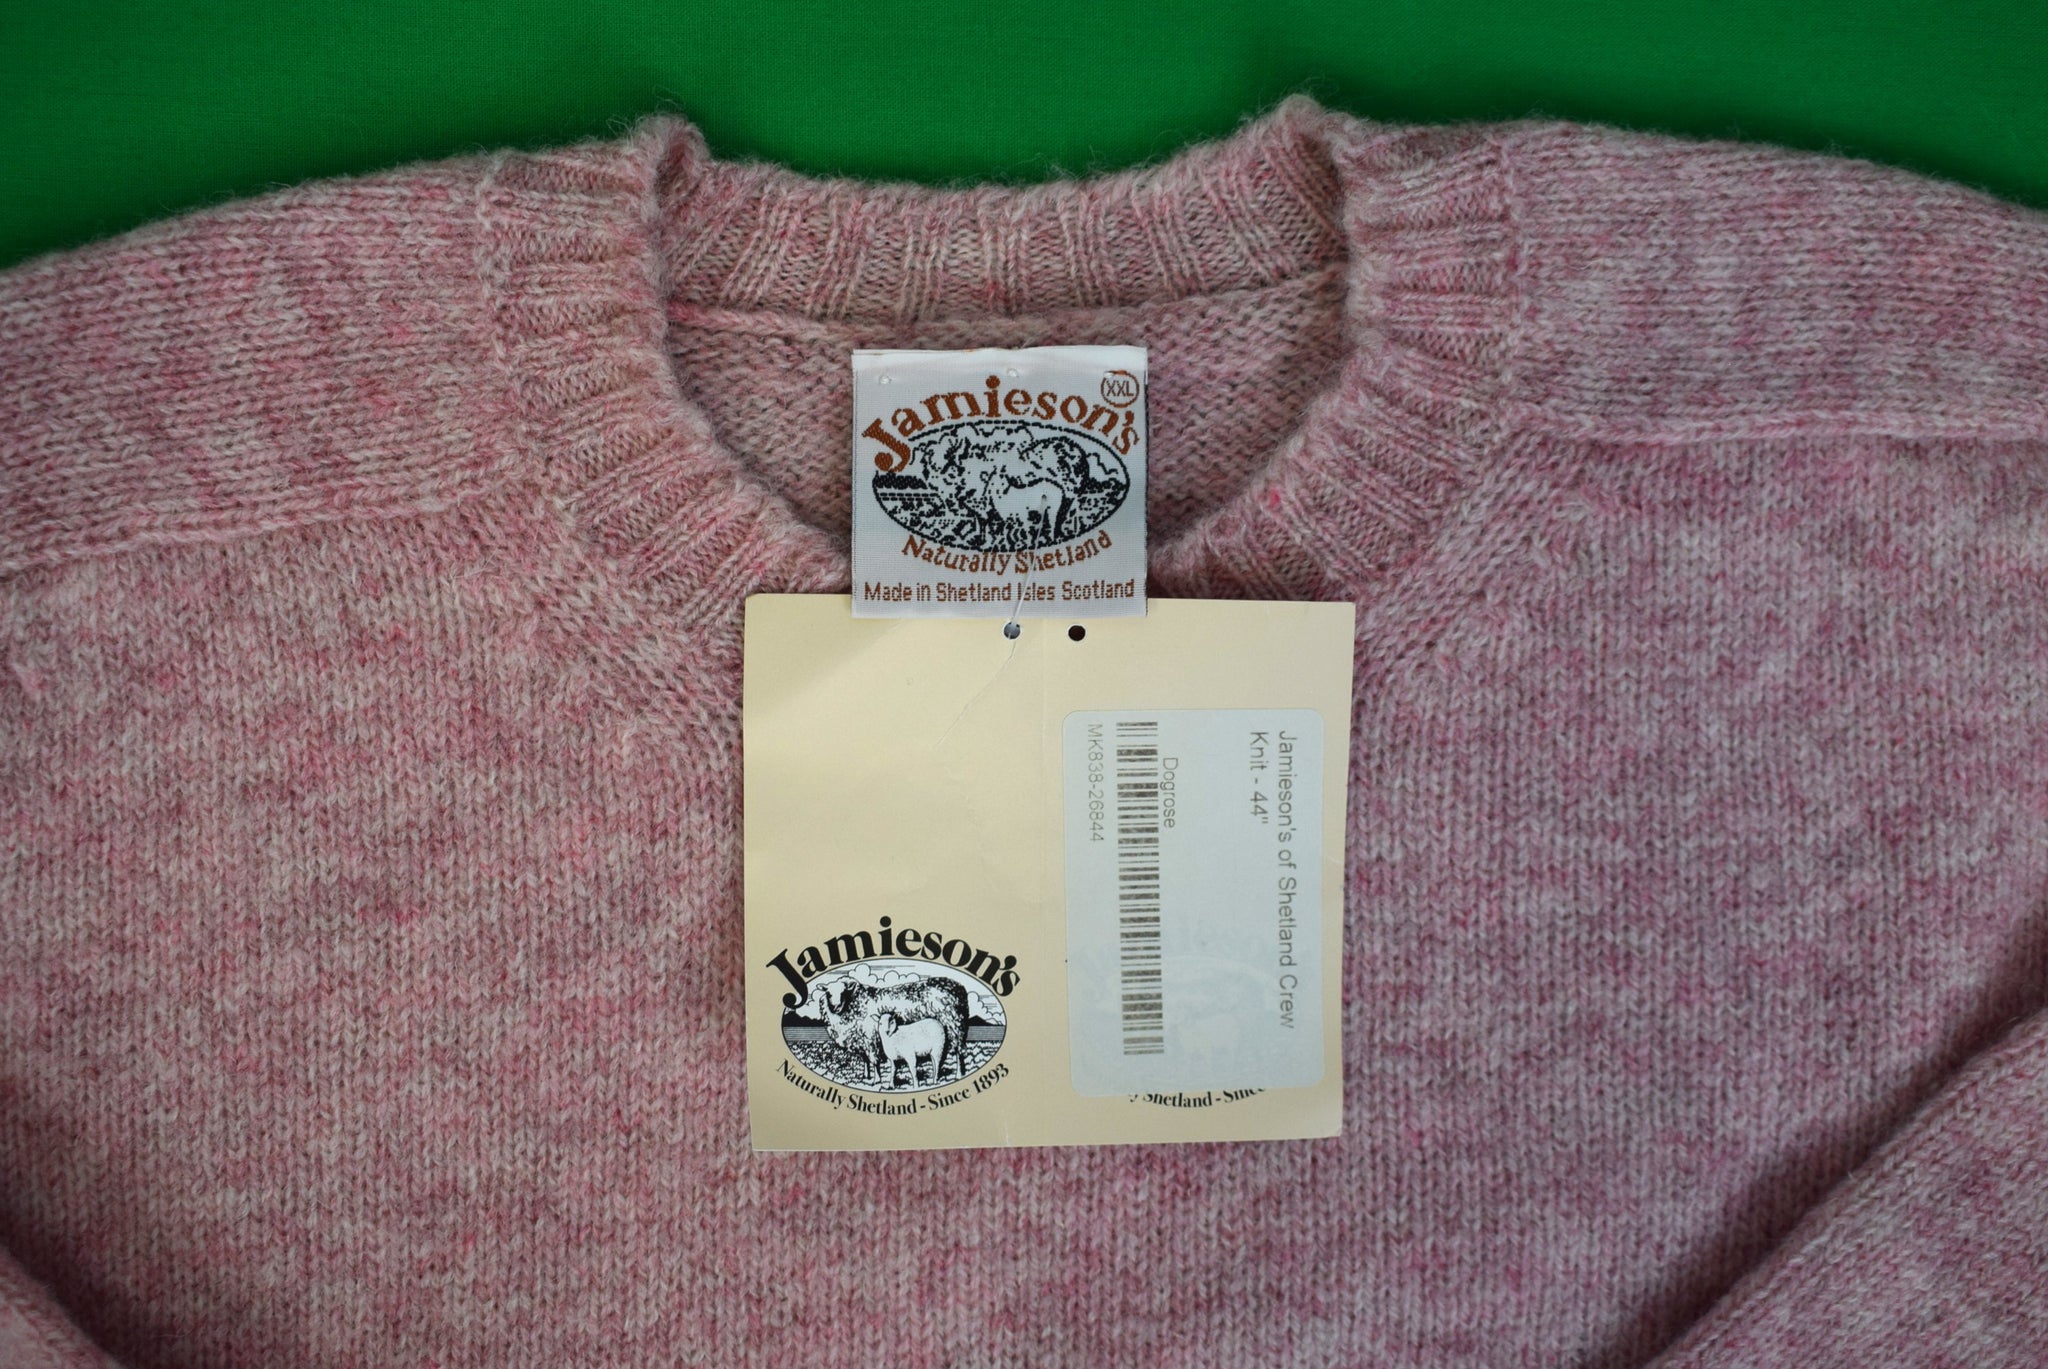 Jamieson's
XXL
Naturally Shetland
Made in Shetland Isles Scotland
Jamieson's
Naturally Shetland - Since 1893
Jamieson's of Shetland Crew
Knit - 44"
Dogrose
MK838-26844
Shetland - Since